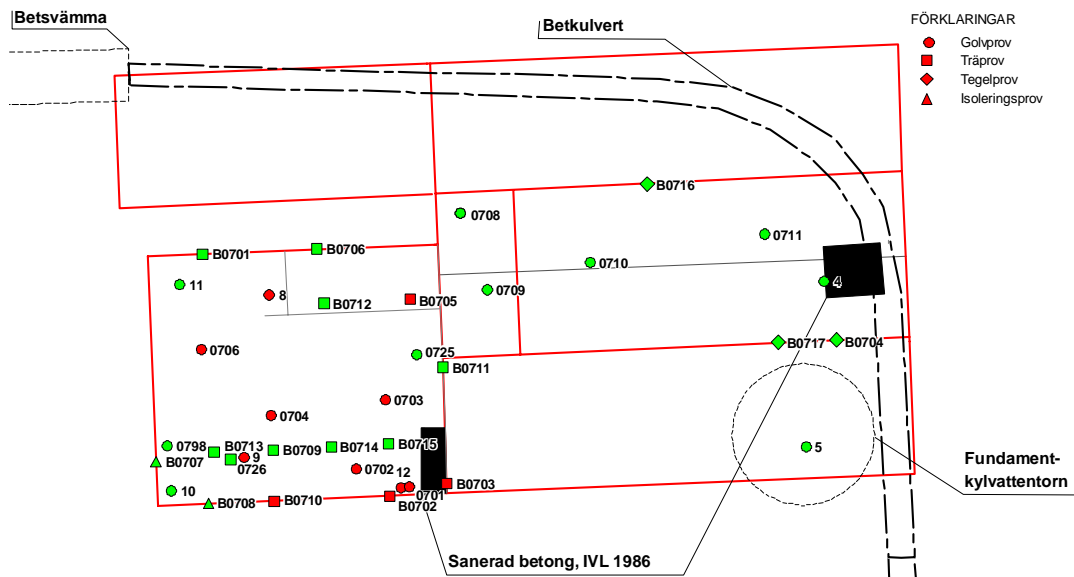 Betsvämma
Betkulvert
FÖRKLARINGAR
Golvprov
Träprov
Tegelprov
Isoleringsprov
B0716
0708
0711
B0701
B0706
0710
11
8
B0712
B0705
0709
4
0706
0725
B0711
B0717
B0704
0703
0704
0798
B0713
B0709
B0714
B0715
5
B0707
9
0726
0702
12
Fundament-
kylvattentorn
10
B0708
B0710
0701
B0702
B0703
Sanerad betong, IVL 1986